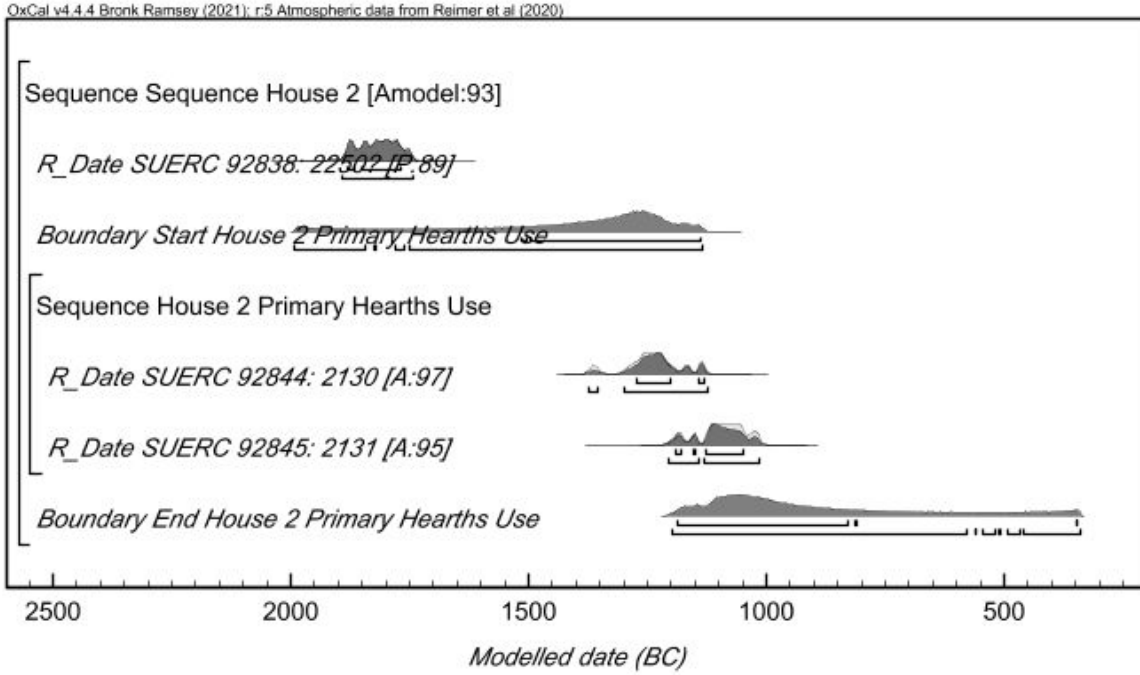 OxCal v4.4.4 Bronk Ramsey (2021); r:5 Atmospheric data from Reimer et al (2020)
Sequence Sequence House 2 [Amodel:93]
R_Date SUERC 92838: 2250? [P:89]
Boundary Start House 2 Primary Hearths Use
Sequence House 2 Primary Hearths Use
R_Date SUERC 92844: 2130 [A:97]
R_Date SUERC 92845: 2131 [A:95]
Boundary End House 2 Primary Hearths Use
2500 2000 1500 1000 500
Modelled date (BC)